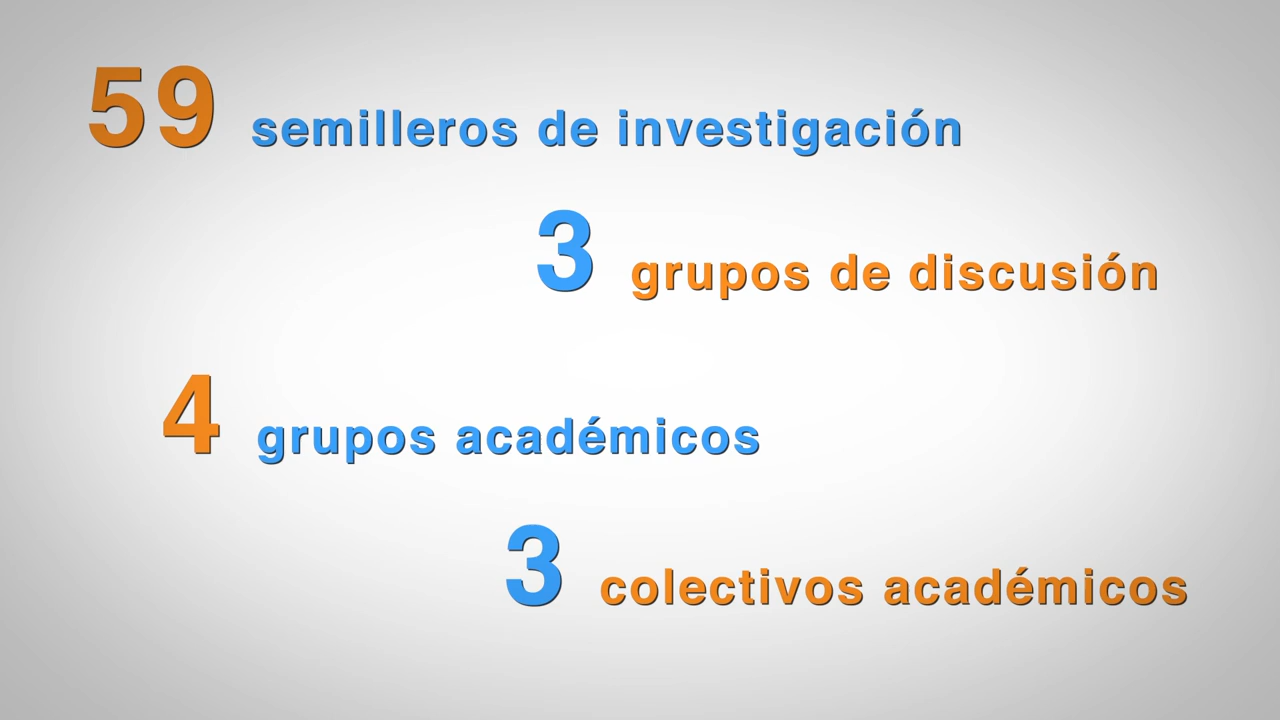 59 semilleros de investigación
3 grupos de discusión
4 grupos académicos
3 colectivos académicos